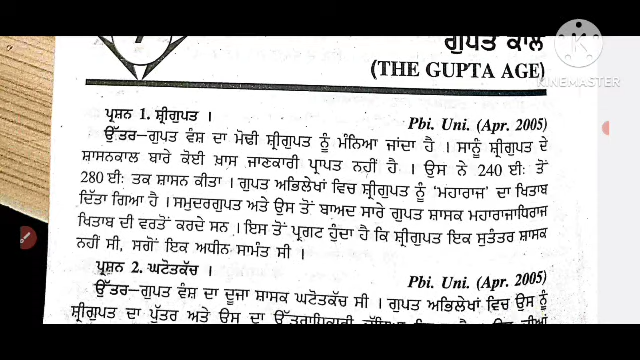 7
ਗੁਪਤ ਕਾਲ
(THE GUPTA AGE)
KINEMASTER
ਪ੍ਰਸ਼ਨ 1. ਸ਼੍ਰੀਗੁਪਤ ।
Pbi. Uni. (Apr. 2005)
ਉੱਤਰ—ਗੁਪਤ ਵੰਸ਼ ਦਾ ਮੋਢੀ ਸ਼੍ਰੀਗੁਪਤ ਨੂੰ ਮੰਨਿਆ ਜਾਂਦਾ ਹੈ । ਸਾਨੂੰ ਸ਼੍ਰੀਗੁਪਤ ਦੇ
ਸ਼ਾਸਨਕਾਲ ਬਾਰੇ ਕੋਈ ਖ਼ਾਸ ਜਾਣਕਾਰੀ ਪ੍ਰਾਪਤ ਨਹੀਂ ਹੈ । ਉਸ ਨੇ 240 ਈ: ਤੋਂ
280 ਈ: ਤਕ ਸ਼ਾਸਨ ਕੀਤਾ । ਗੁਪਤ ਅਭਿਲੇਖਾਂ ਵਿਚ ਸ਼੍ਰੀਗੁਪਤ ਨੂੰ 'ਮਹਾਰਾਜ' ਦਾ ਖਿਤਾਬ
ਦਿੱਤਾ ਗਿਆ ਹੈ । ਸਮੁਦਰਗੁਪਤ ਅਤੇ ਉਸ ਤੋਂ ਬਾਅਦ ਸਾਰੇ ਗੁਪਤ ਸ਼ਾਸਕ ਮਹਾਰਾਜਾਧਿਰਾਜ
ਖਿਤਾਬ ਦੀ ਵਰਤੋਂ ਕਰਦੇ ਸਨ । ਇਸ ਤੋਂ ਪ੍ਰਗਟ ਹੁੰਦਾ ਹੈ ਕਿ ਸ਼੍ਰੀਗੁਪਤ ਇਕ ਸੁਤੰਤਰ ਸ਼ਾਸਕ
ਨਹੀਂ ਸੀ, ਸਗੋਂ ਇਕ ਅਧੀਨ ਸਾਮੰਤ ਸੀ ।
ਪ੍ਰਸ਼ਨ 2. ਘਟੋਤਕੱਚ ।
Pbi. Uni. (Apr. 2005)
ਉੱਤਰ—ਗੁਪਤ ਵੰਸ਼ ਦਾ ਦੂਜਾ ਸ਼ਾਸਕ ਘਟੋਤਕੱਚ ਸੀ । ਗੁਪਤ ਅਭਿਲੇਖਾਂ ਵਿਚ ਉਸ ਨੂੰ
ਸ਼੍ਰੀਗੁਪਤ ਦਾ ਪੁੱਤਰ ਅਤੇ ਉਸ ਦਾ ਉੱਤਰਾਧਿਕਾਰੀ